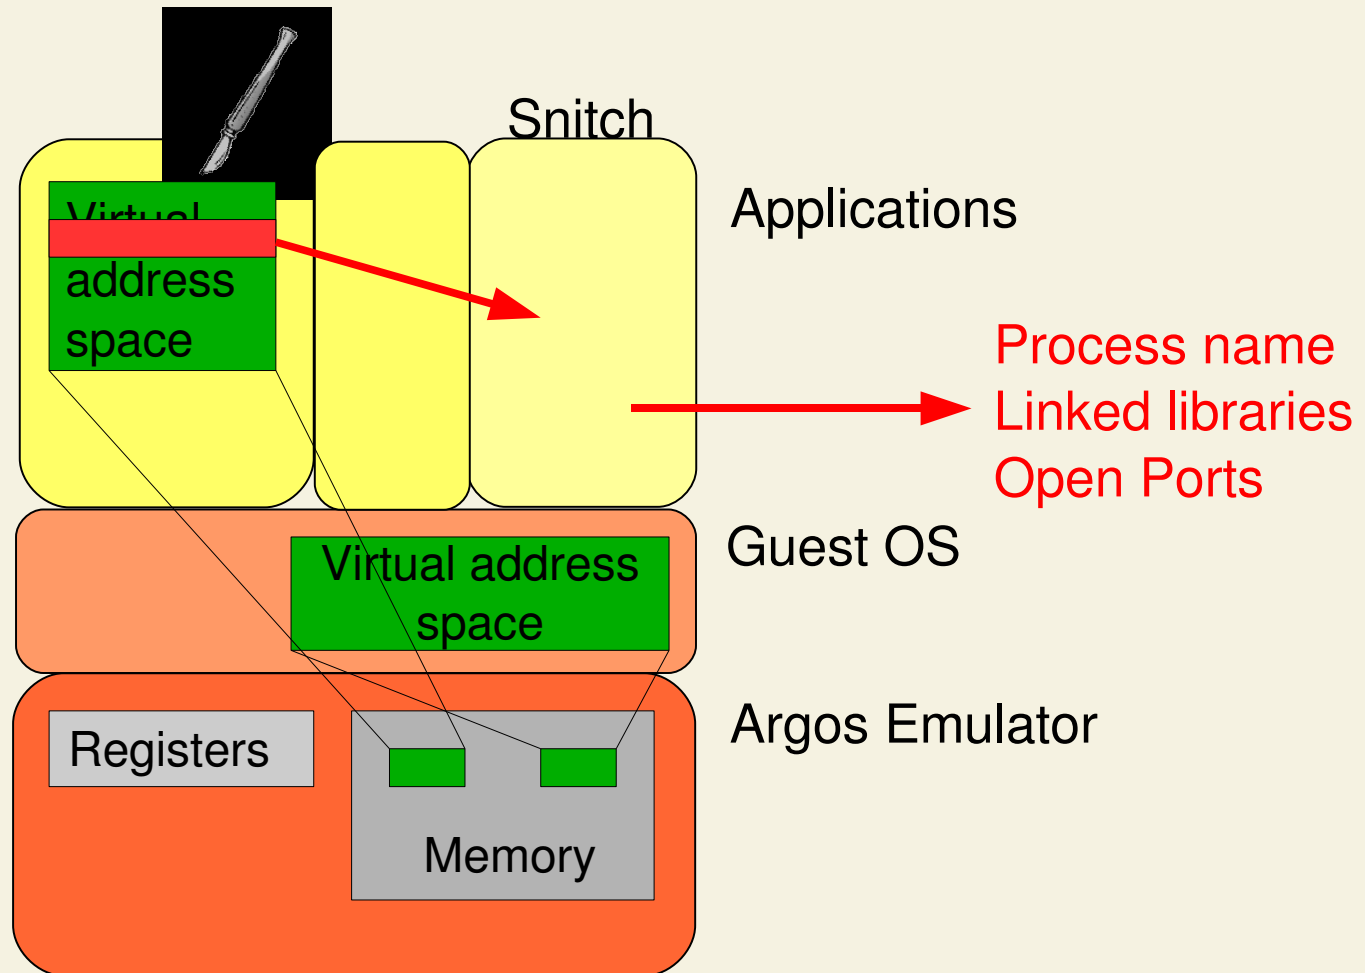 Snitch
Applications
Virtual
address
space
Process name
Linked libraries
Open Ports
Guest OS
Virtual address
space
Argos Emulator
Registers
Memory